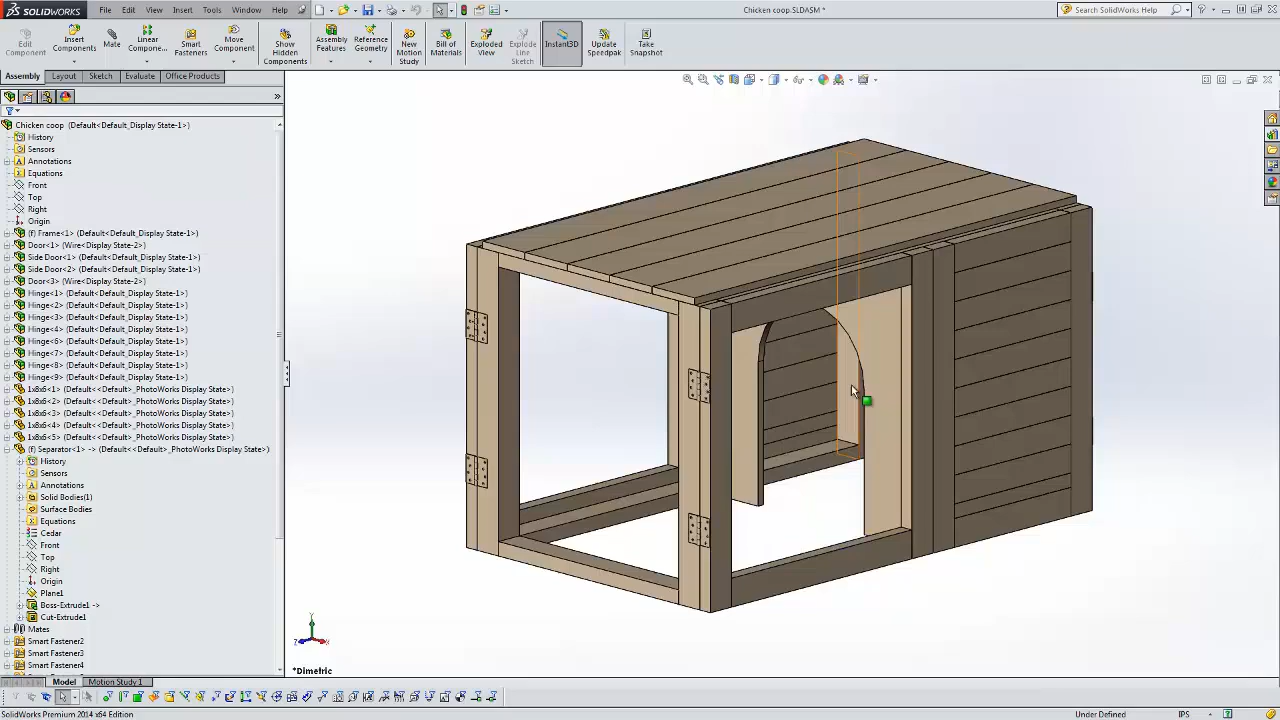 SOLIDWORKS File Edit View Insert Tools Window Help Chicken coop.SLDASM * Search SolidWorks Help
Edit Component Insert Components Mate Linear Compone... Smart Fasteners Move Component Show Hidden Components Assembly Features Reference Geometry New Motion Study Bill of Materials Exploded View Explode Line Sketch Instant3D Update Speedpak Take Snapshot
Assembly Layout Sketch Evaluate Office Products
Chicken coop (Default<Default_Display State-1>)
History
Sensors
Annotations
Equations
Front
Top
Right
Origin
(f) Frame<1> (Default<Default_Display State-1>)
Door<1> (Wire<Display State-2>)
Side Door<1> (Default<Default_Display State-1>)
Side Door<2> (Default<Default_Display State-1>)
Door<3> (Wire<Display State-2>)
Hinge<1> (Default<Default_Display State-1>)
Hinge<2> (Default<Default_Display State-1>)
Hinge<3> (Default<Default_Display State-1>)
Hinge<4> (Default<Default_Display State-1>)
Hinge<6> (Default<Default_Display State-1>)
Hinge<7> (Default<Default_Display State-1>)
Hinge<8> (Default<Default_Display State-1>)
Hinge<9> (Default<Default_Display State-1>)
1x8x6<1> (Default<<Default>_PhotoWorks Display State>)
1x8x6<2> (Default<<Default>_PhotoWorks Display State>)
1x8x6<3> (Default<<Default>_PhotoWorks Display State>)
1x8x6<4> (Default<<Default>_PhotoWorks Display State>)
1x8x6<5> (Default<<Default>_PhotoWorks Display State>)
(f) Separator<1> -> (Default<<Default>_PhotoWorks Display State>)
History
Sensors
Annotations
Solid Bodies(1)
Surface Bodies
Equations
Cedar
Front
Top
Right
Origin
Plane1
Boss-Extrude1 ->
Cut-Extrude1
Mates
Smart Fastener2
Smart Fastener3
Smart Fastener4
Y
Z X
*Dimetric
Model Motion Study 1
SolidWorks Premium 2014 x64 Edition Under Defined IPS